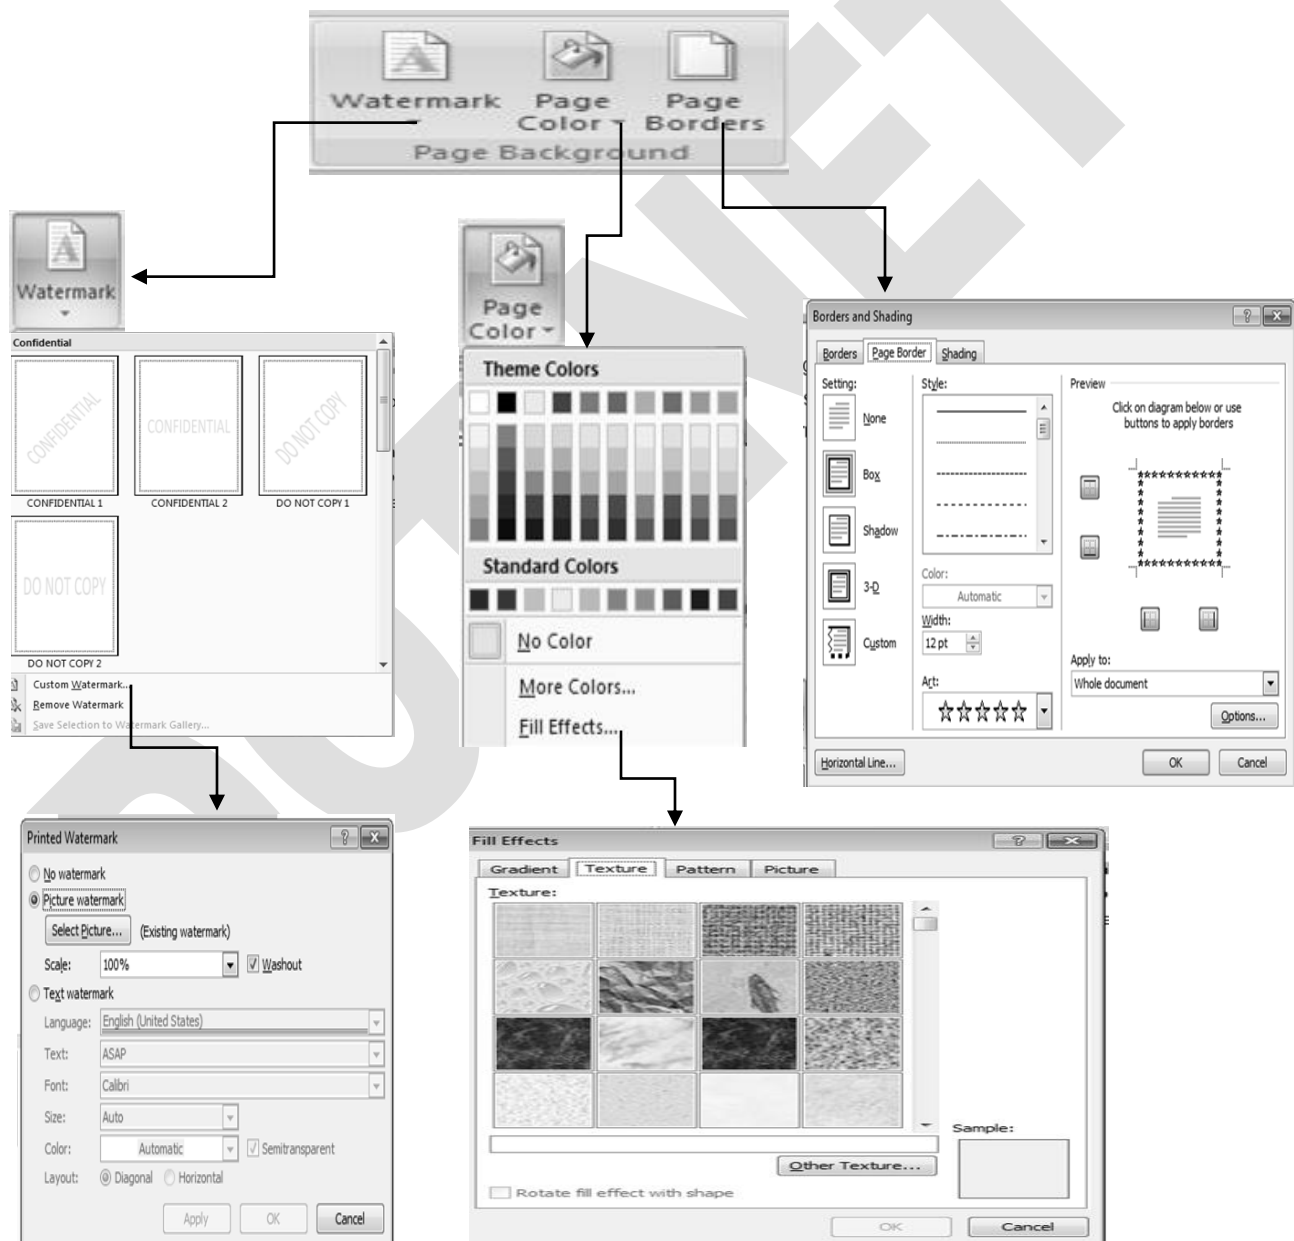 Watermark
Page
Color
Page
Borders
Page Background
Watermark
Confidential
CONFIDENTIAL
CONFIDENTIAL
DO NOT COPY
CONFIDENTIAL 1
CONFIDENTIAL 2
DO NOT COPY 1
DO NOT COPY
DO NOT COPY 2
Custom Watermark...
Remove Watermark
Save Selection to Watermark Gallery...
Page
Color
Theme Colors
Standard Colors
No Color
More Colors...
Fill Effects...
Borders and Shading
Borders
Page Border
Shading
Setting:
None
Box
Shadow
3-D
Custom
Style:
Color:
Automatic
Width:
12 pt
Art:
Preview
Click on diagram below or use
buttons to apply borders
Apply to:
Whole document
Options...
Horizontal Line...
OK
Cancel
Printed Watermark
No watermark
Picture watermark
Select Picture...
(Existing watermark)
Scale:
100%
Washout
Text watermark
Language:
English (United States)
Text:
ASAP
Font:
Calibri
Size:
Auto
Color:
Automatic
Semitransparent
Layout:
Diagonal
Horizontal
Apply
OK
Cancel
Fill Effects
Gradient
Texture
Pattern
Picture
Texture:
Other Texture...
Sample:
Rotate fill effect with shape
OK
Cancel